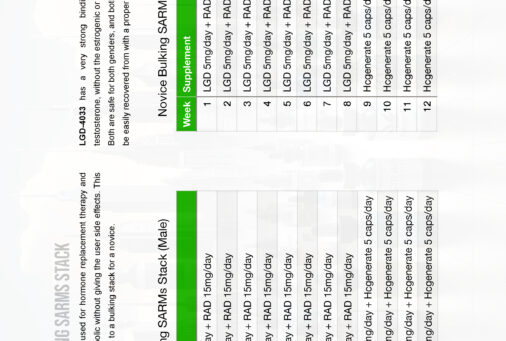 NG SARMS STACK
used for hormone replacement therapy and
olic without giving the user side effects. This
to a bulking stack for a novice.
ng SARMs Stack (Male)
ay + RAD 15mg/day
ay + RAD 15mg/day
ay + RAD 15mg/day
ay + RAD 15mg/day
ay + RAD 15mg/day
ay + RAD 15mg/day
ay + RAD 15mg/day
ay + RAD 15mg/day
mg/day + Hcgenerate 5 caps/day
mg/day + Hcgenerate 5 caps/day
mg/day + Hcgenerate 5 caps/day
mg/day + Hcgenerate 5 caps/day
LGD-4033 has a very strong bindi
testosterone, without the estrogenic or
Both are safe for both genders, and bot
be easily recovered from with a proper
Novice Bulking SARM
Week Supplement
1 LGD 5mg/day + RAD
2 LGD 5mg/day + RAD
3 LGD 5mg/day + RAD
4 LGD 5mg/day + RAD
5 LGD 5mg/day + RAD
6 LGD 5mg/day + RAD
7 LGD 5mg/day + RAD
8 LGD 5mg/day + RAD
9 Hcgenerate 5 caps/d
10 Hcgenerate 5 caps/d
11 Hcgenerate 5 caps/d
12 Hcgenerate 5 caps/d